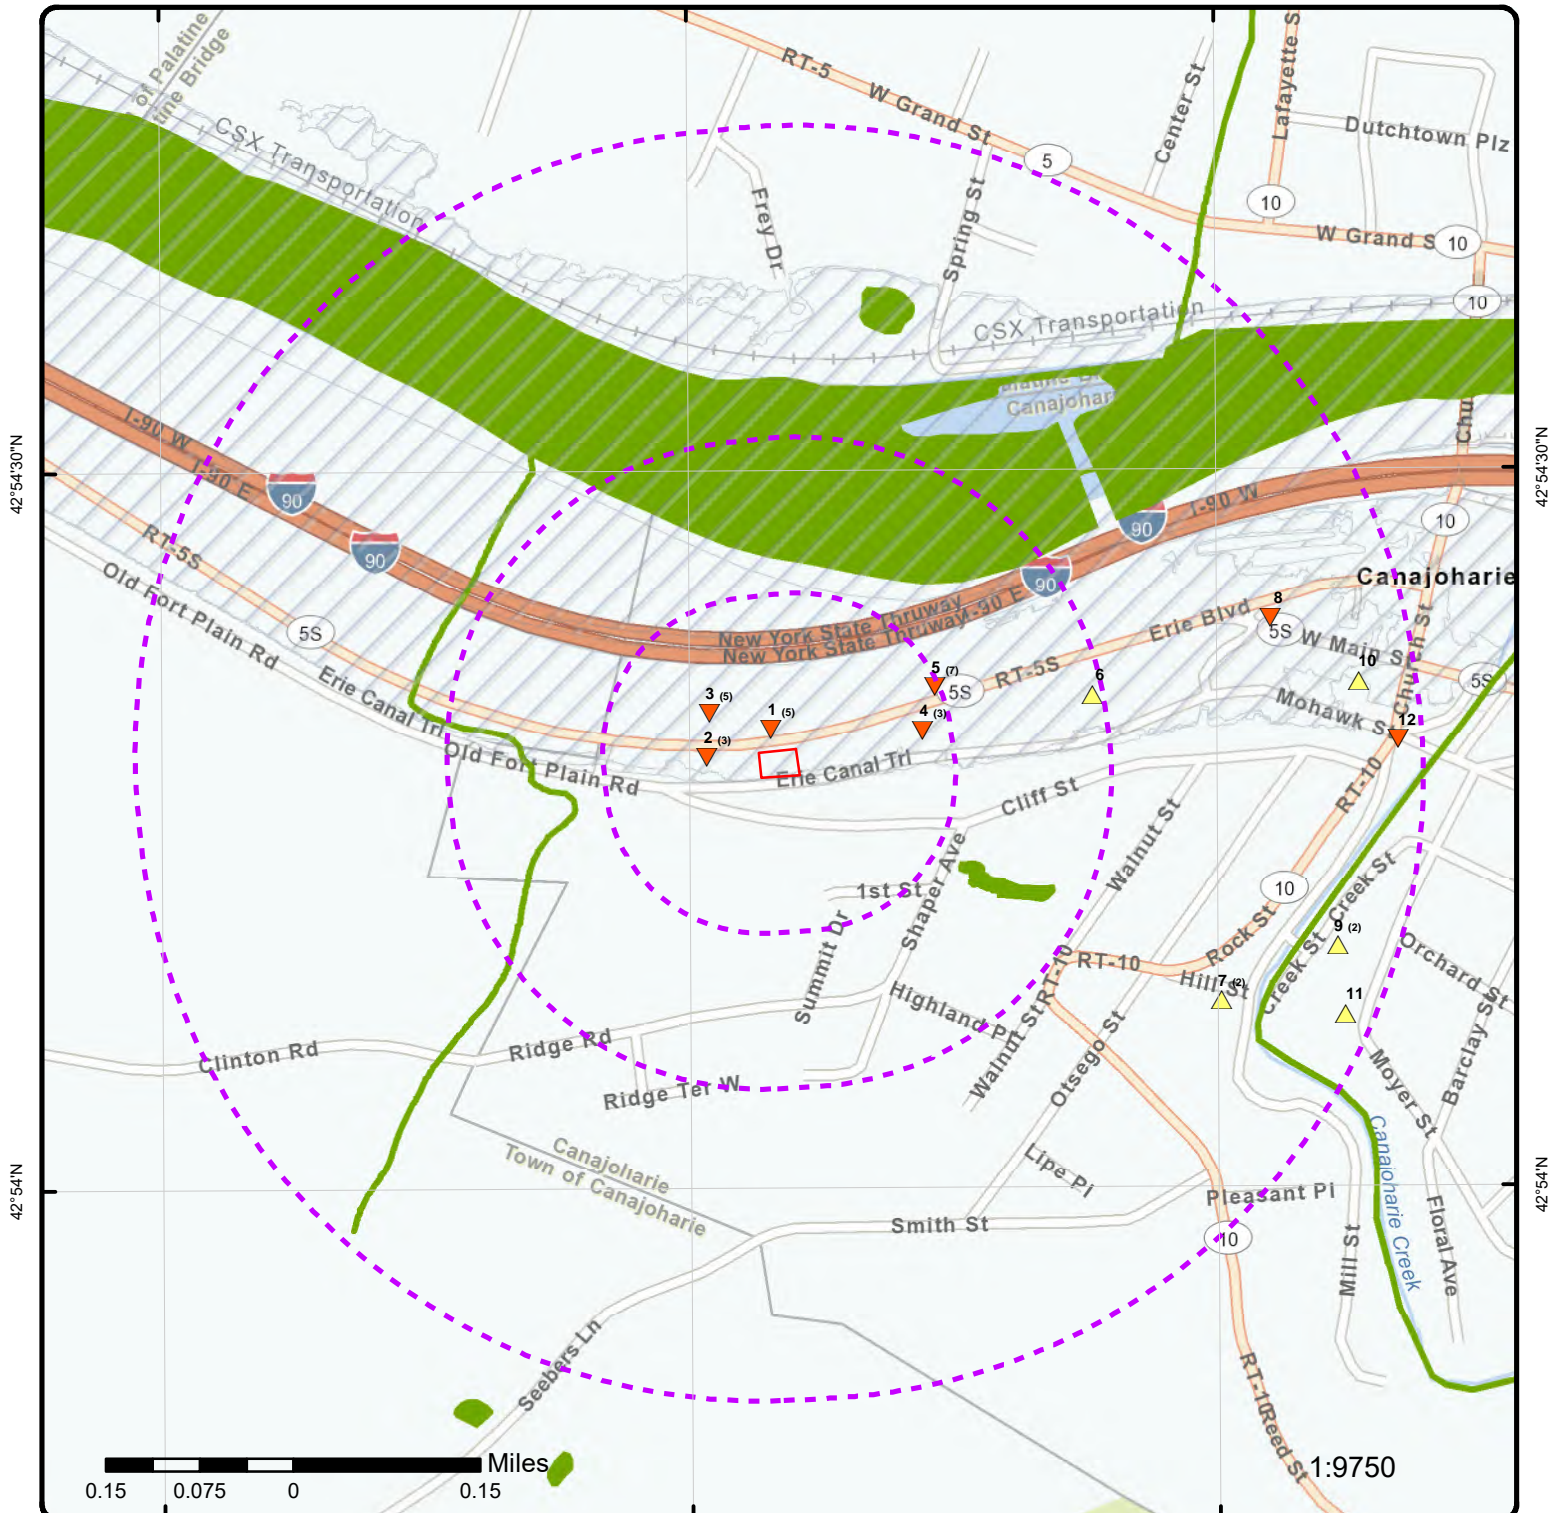 of Palatine
tine Bridge
CSX Transportation
RT-5
W Grand St
5
Center St
Lafayette S
Dutchtown Plz
10
W Grand S
10
10
Frey Dr
Spring St
CSX Transportation
Canajohar
Chu
42°54'30"N
42°54'30"N
I-90 W
I-90 E
90
90
90
90
I-90 W
I-90 E
New York State Thruway
New York State Thruway
10
Canajoharie
RT-5S
Old Fort Plain Rd
5S
Erie Canal Trl
Old Fort Plain Rd
3 (5)
1 (5)
2 (3)
5 (7)
5S
4 (3)
RT-5S
6
Erie Blvd
8
5S
W Main S
10
5S
Church St
Mohawk S
12
Erie Canal Trl
Cliff St
RT-10
Walnut St
10
Creek St
1st St
Shaper Ave
Summit Dr
Rock St
RT-10
RT-10
Hill St
7 (2)
Creek St
9 (2)
11
Orchard St
Highland Pl
Walnut St
Otsego St
Barclay St
Moyer St
Clinton Rd
Ridge Rd
Ridge Ter W
Canajoharie
Town of Canajoharie
Lipe Pl
Smith St
Pleasant Pl
10
Mill St
Canajoharie Creek
Floral Ave
42°54'N
42°54'N
Seebers Ln
RT-10
Reed St
Miles
0.15 0.075 0 0.15
1:9750